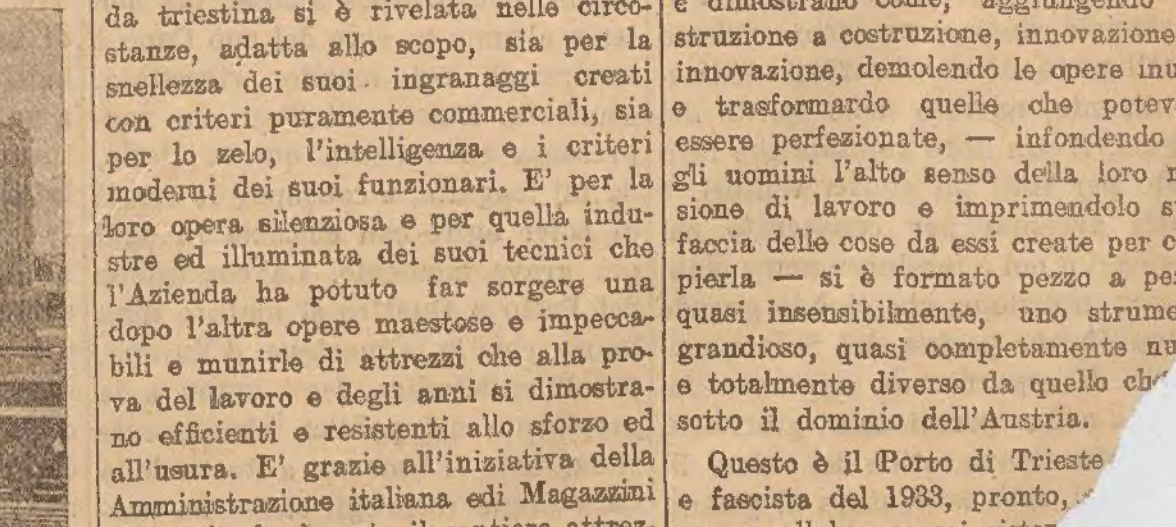 da triestina si è rivelata nelle circo-
stanze, adatta allo scopo, sia per la
snellezza dei suoi ingranaggi creati
con criteri puramente commerciali, sia
per lo zelo, l'intelligenza e i criteri
moderni dei suoi funzionari. E' per la
loro opera silenziosa e per quella indu-
stre ed illuminata dei suoi tecnici che
l'Azienda ha potuto far sorgere una
dopo l'altra opere maestose e impecca-
bili e munirle di attrezzi che alla pro-
va del lavoro e degli anni si dimostra-
no efficienti e resistenti allo sforzo ed
all'usura. E' grazie all'iniziativa della
Amministrazione italiana edi Magazzini
e dimostrano come, aggiungendo
struzione a costruzione, innovazione
innovazione, demolendo le opere inu
e trasformardo quelle che potev
essere perfezionate, — infondendo
gli uomini l'alto senso della loro
sione di lavoro e imprimendolo
faccia delle cose da essi create per
pierla — si è formato pezzo a pe
quasi insensibilmente, uno strume
grandioso, quasi completamente nu
e totalmente diverso da quello
sotto il dominio dell'Austria.
Questo è il Porto di Trieste
e fascista del 1933, pronto,